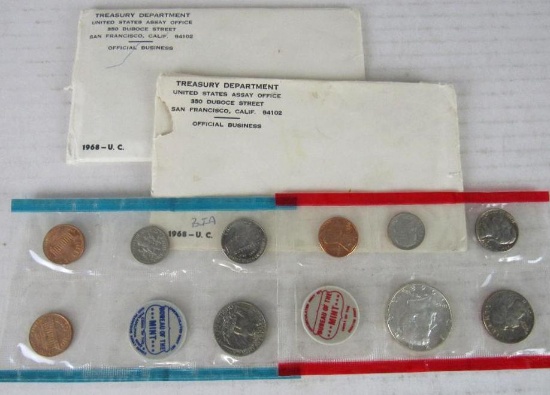 TREASURY DEPARTMENT
UNITED STATES ASSAY OFFICE
350 DUBOCE STREET
SAN FRANCISCO, CALIF. 94102
OFFICIAL BUSINESS
1968 - U. C.
TREASURY DEPARTMENT
UNITED STATES ASSAY OFFICE
350 DUBOCE STREET
SAN FRANCISCO, CALIF. 94102
OFFICIAL BUSINESS
1968 - U. C.
BUREAU OF THE
MINT
BUREAU OF THE
MINT